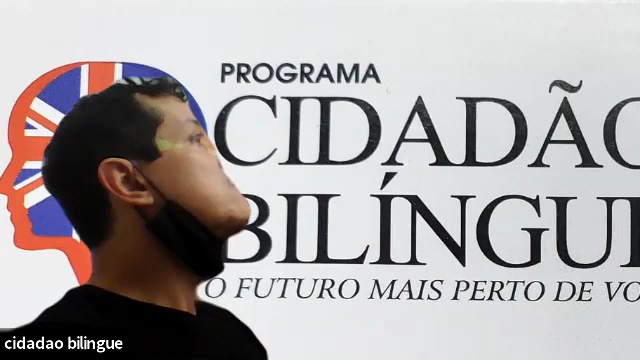 PROGRAMA
CIDADÃO
BILÍNGUE
O FUTURO MAIS PERTO DE VO
cidadao bilingue